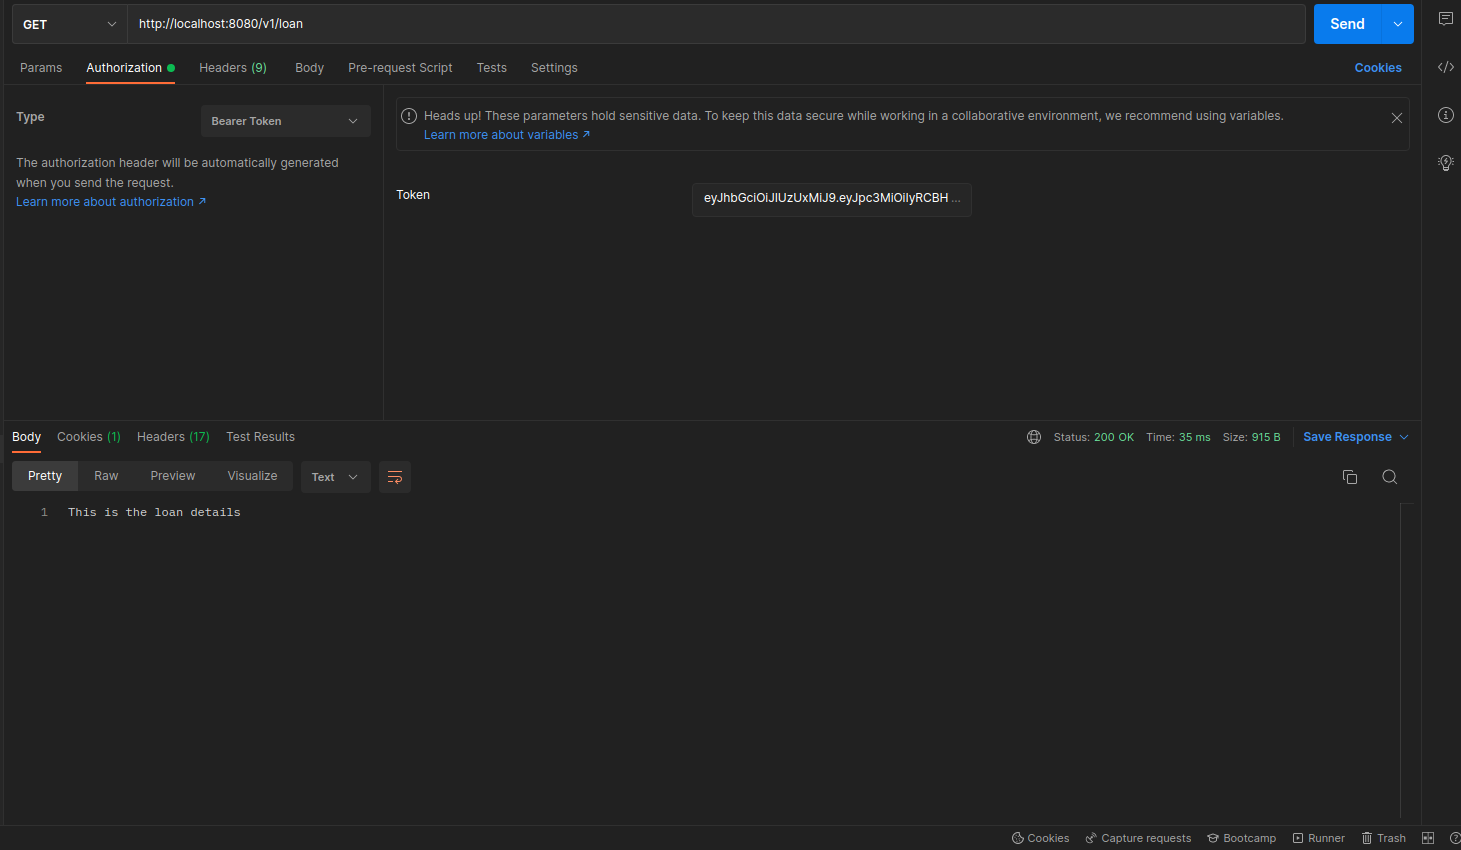 GET http://localhost:8080/v1/loan Send
Params Authorization Headers (9) Body Pre-request Script Tests Settings Cookies
Type Bearer Token
The authorization header will be automatically generated
when you send the request.
Learn more about authorization ↗
Heads up! These parameters hold sensitive data. To keep this data secure while working in a collaborative environment, we recommend using variables.
Learn more about variables ↗
Token eyJhbGciOiJIUzUxMiJ9.eyJpc3MiOiIyRCBH ...
Body Cookies (1) Headers (17) Test Results Status: 200 OK Time: 35 ms Size: 915 B Save Response
Pretty Raw Preview Visualize Text
1 This is the loan details
Cookies Capture requests Bootcamp Runner Trash